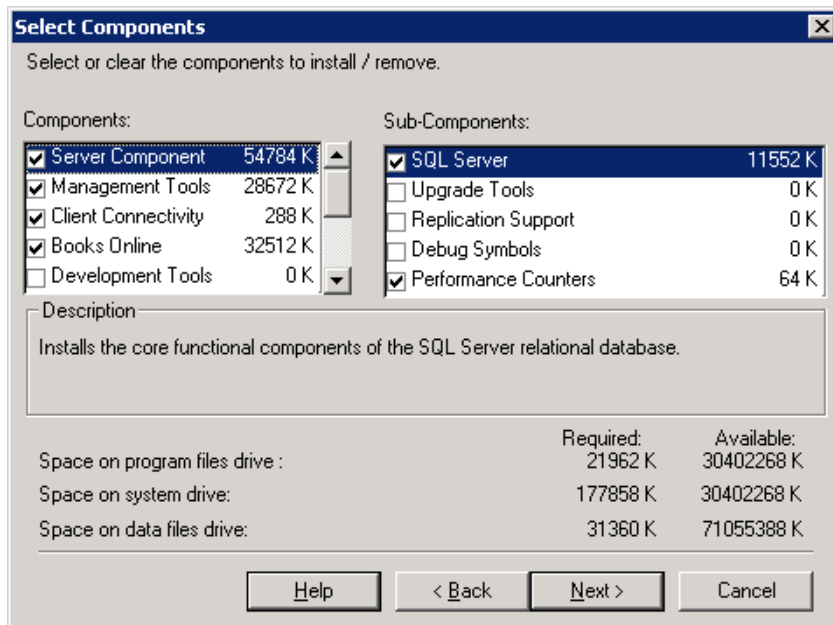 Select Components
Select or clear the components to install / remove.
Components:
Server Component 54784 K
Management Tools 28672 K
Client Connectivity 288 K
Books Online 32512 K
Development Tools 0 K
Sub-Components:
SQL Server 11552 K
Upgrade Tools 0 K
Replication Support 0 K
Debug Symbols 0 K
Performance Counters 64 K
Description
Installs the core functional components of the SQL Server relational database.
Required: Available:
Space on program files drive : 21962 K 30402268 K
Space on system drive: 177858 K 30402268 K
Space on data files drive: 31360 K 71055388 K
Help < Back Next > Cancel